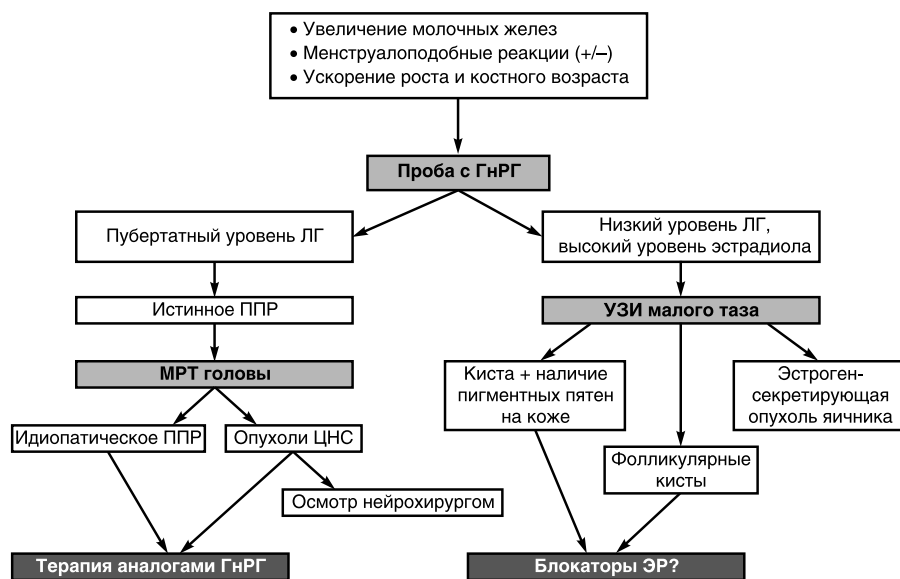 • Увеличение молочных желез
• Менструалоподобные реакции (+/–)
• Ускорение роста и костного возраста
Проба с ГнРГ
Пубертатный уровень ЛГ
Низкий уровень ЛГ,
высокий уровень эстрадиола
Истинное ППР
УЗИ малого таза
МРТ головы
Киста + наличие
пигментных пятен
на коже
Эстроген-
секретирующая
опухоль яичника
Идиопатическое ППР
Опухоли ЦНС
Фолликулярные
кисты
Осмотр нейрохирургом
Терапия аналогами ГнРГ
Блокаторы ЭР?